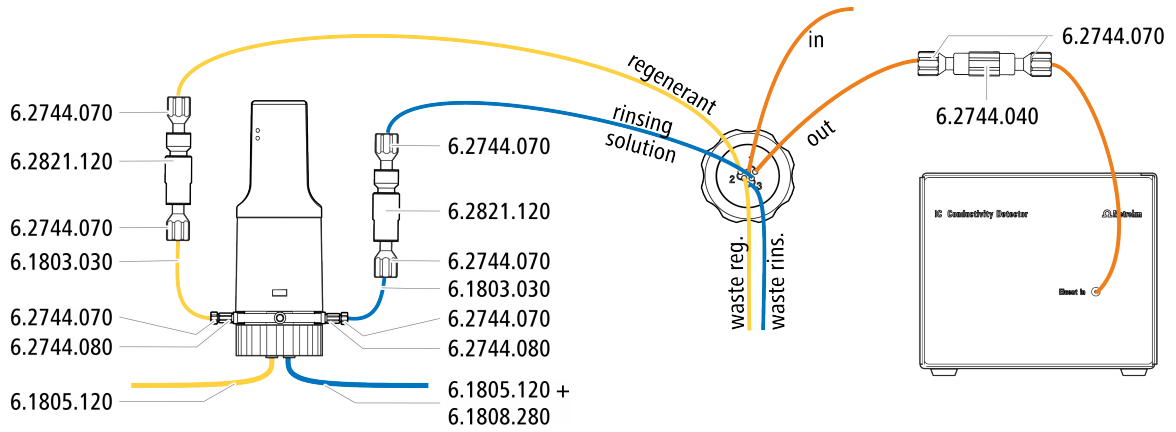 6.2744.070
6.2821.120
6.2744.070
6.1803.030
6.2744.070
6.2744.080
6.1805.120
6.2744.070
6.2821.120
6.2744.070
6.1803.030
6.2744.070
6.2744.080
6.1805.120 +
6.1808.280
regenerant
rinsing
solution
in
out
2
3
waste reg.
waste rins.
6.2744.070
6.2744.040
IC Conductivity Detector
Metrohm
Eluent in